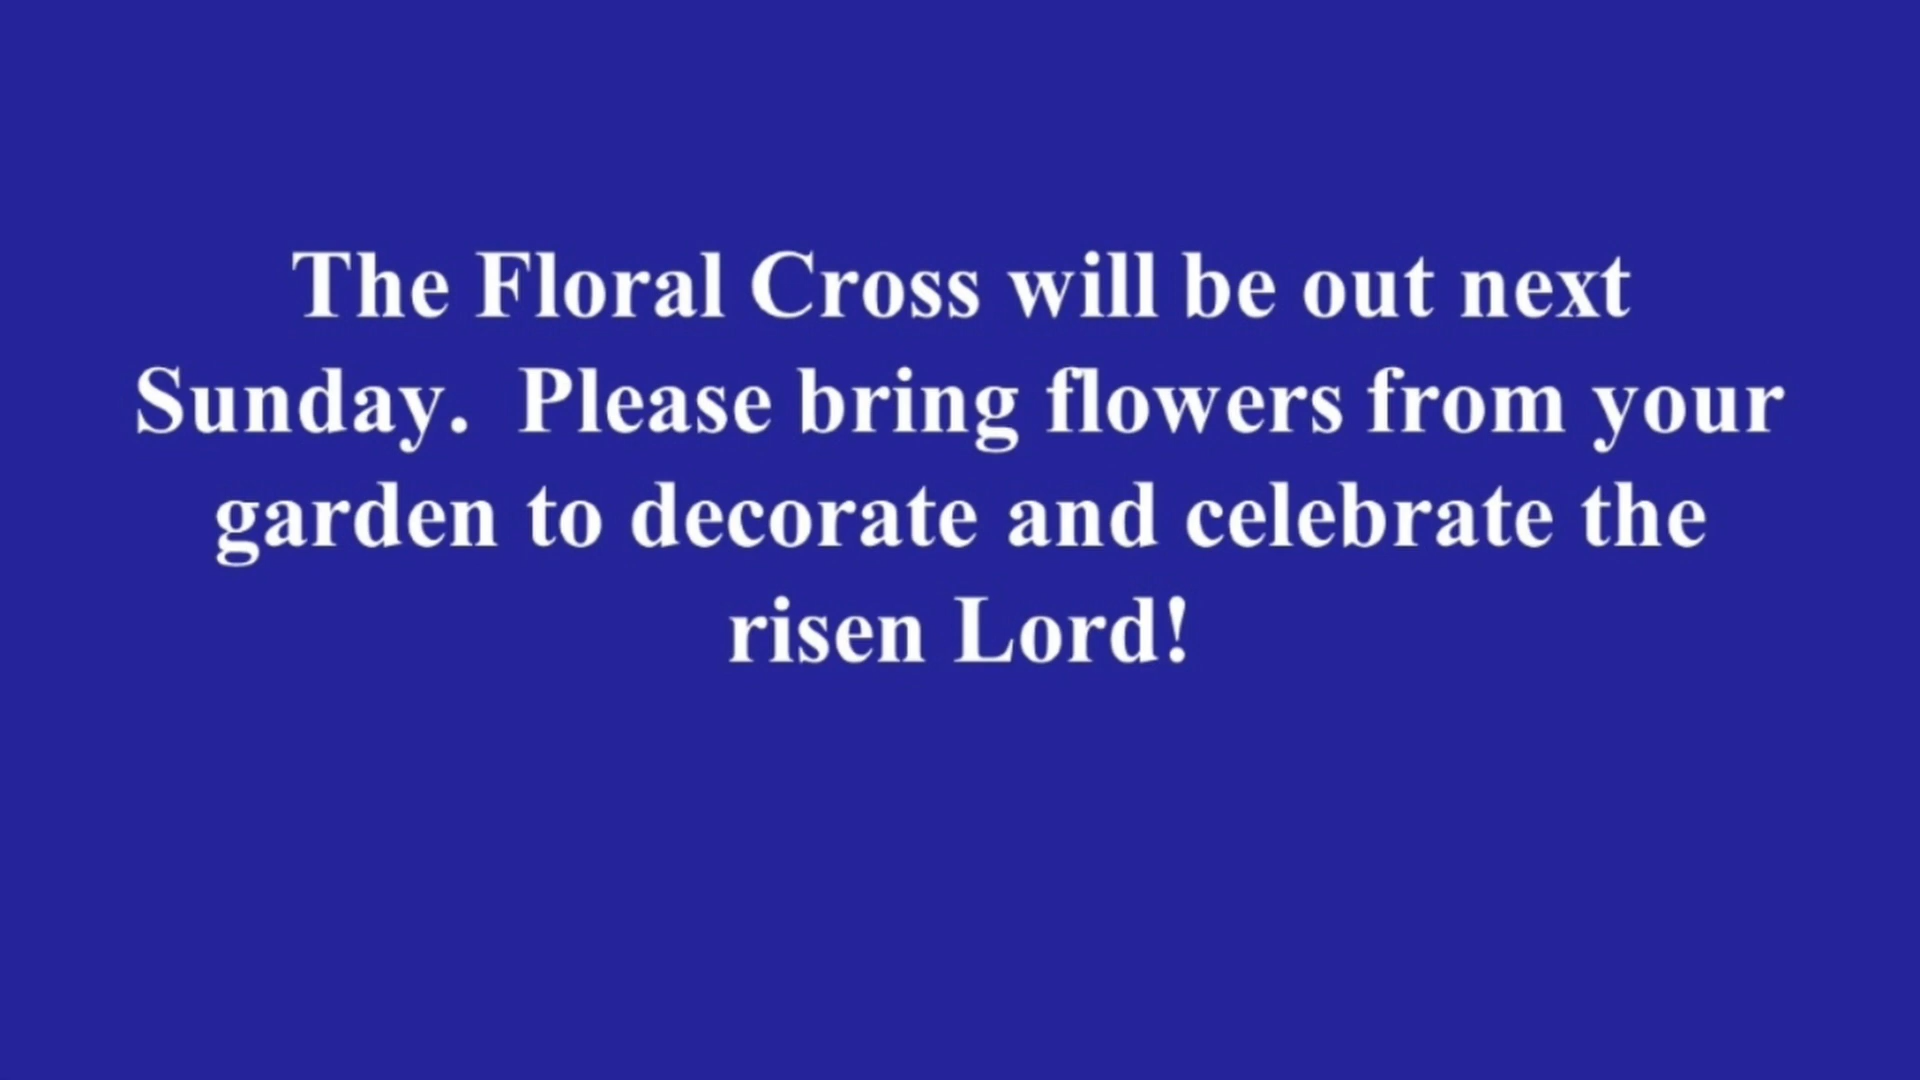 The Floral Cross will be out next
Sunday.  Please bring flowers from your
garden to decorate and celebrate the
risen Lord!